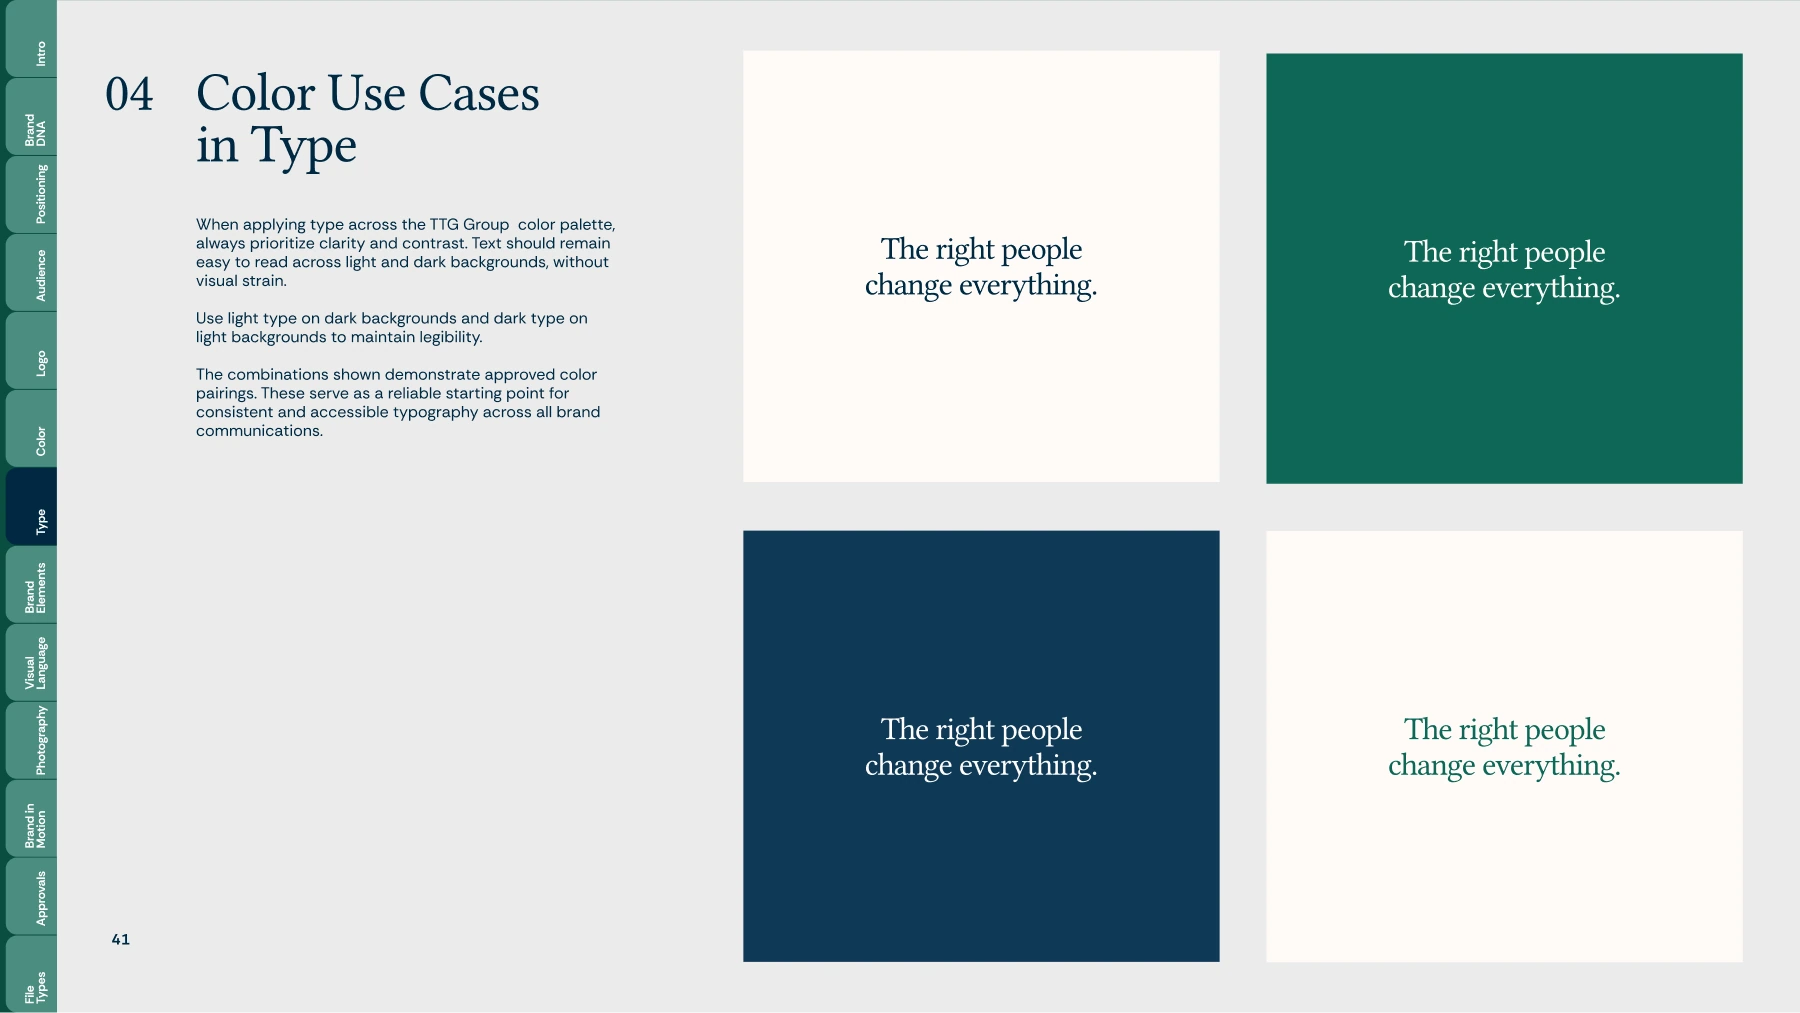 Intro
Brand
DNA
Positioning
Audience
Logo
Color
Type
Brand
Elements
Visual
Language
Photography
Brand in
Motion
Approvals
File
Types
04
Color Use Cases
in Type
When applying type across the TTG Group  color palette,
always prioritize clarity and contrast. Text should remain
easy to read across light and dark backgrounds, without
visual strain.
Use light type on dark backgrounds and dark type on
light backgrounds to maintain legibility.
The combinations shown demonstrate approved color
pairings. These serve as a reliable starting point for
consistent and accessible typography across all brand
communications.
The right people
change everything.
The right people
change everything.
The right people
change everything.
The right people
change everything.
41